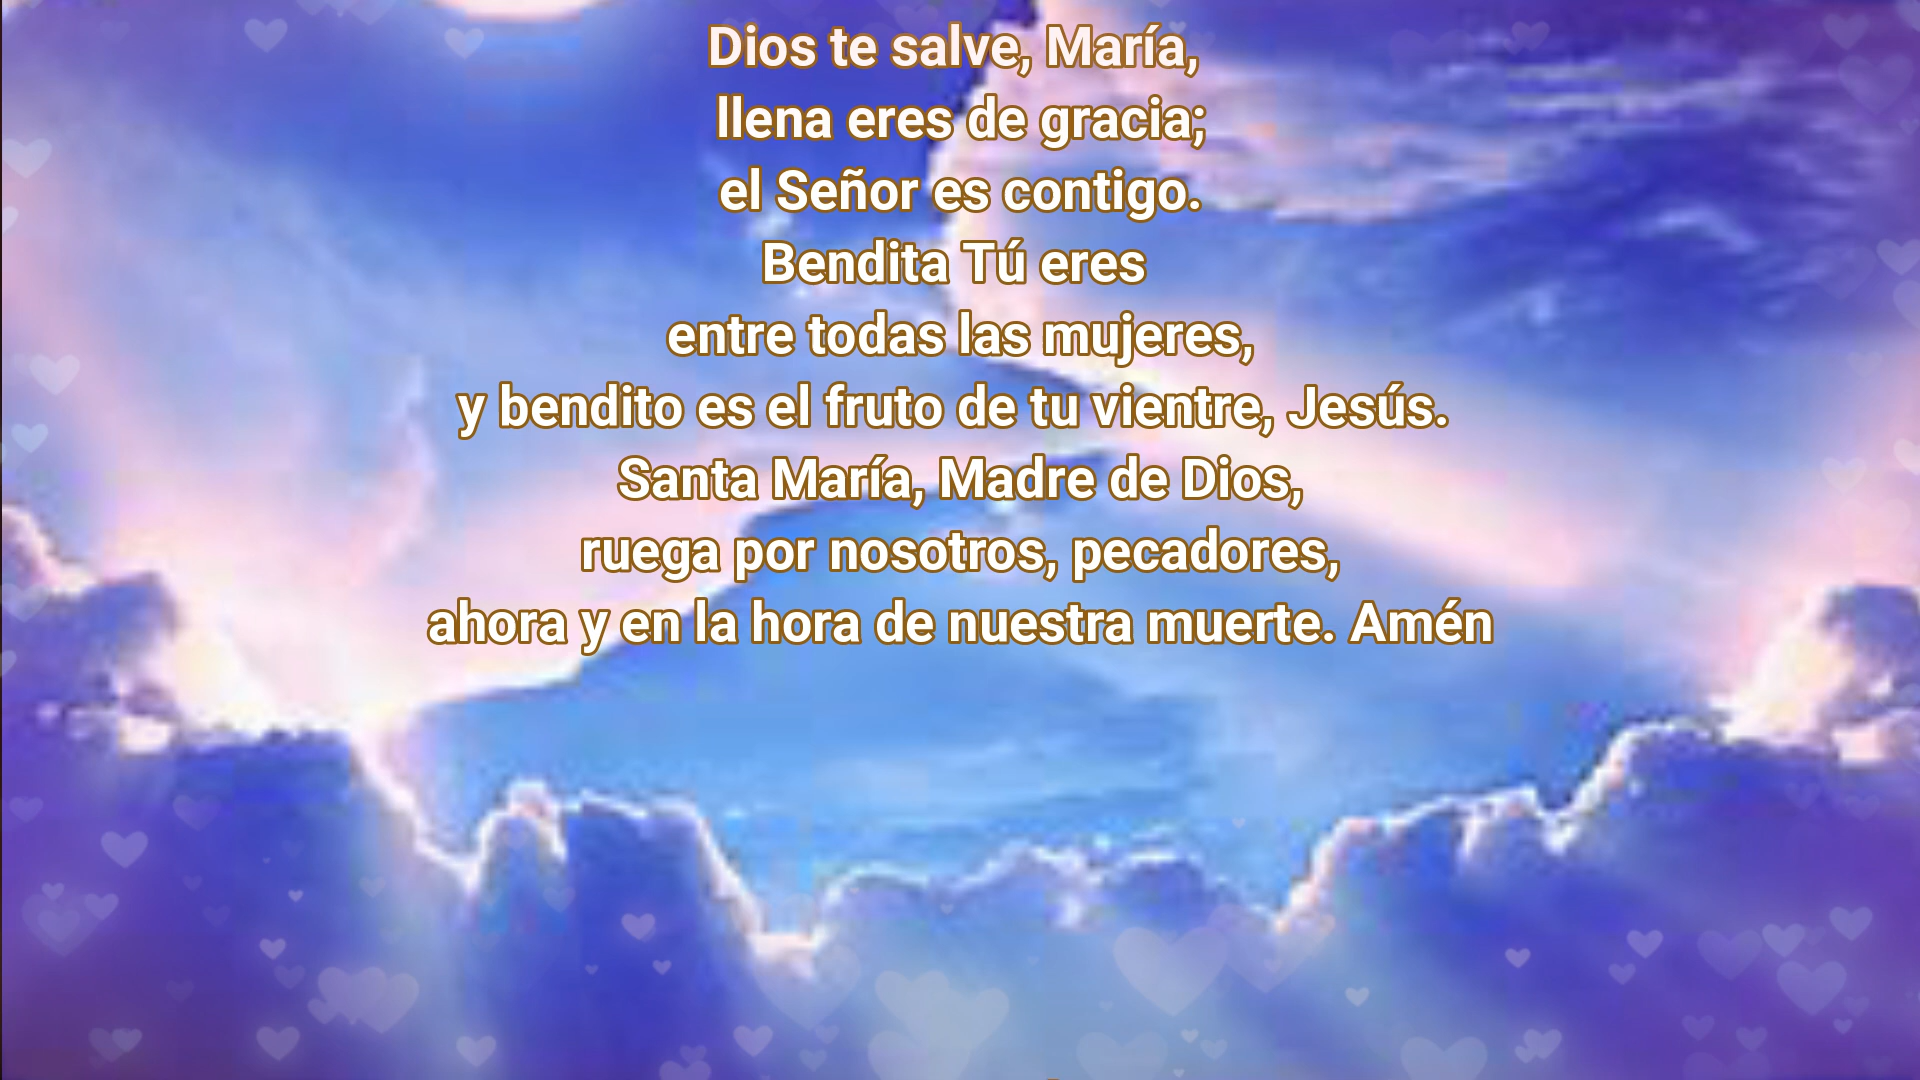 Dios te salve, María,
llena eres de gracia;
el Señor es contigo.
Bendita Tú eres
entre todas las mujeres,
y bendito es el fruto de tu vientre, Jesús.
Santa María, Madre de Dios,
ruega por nosotros, pecadores,
ahora y en la hora de nuestra muerte. Amén